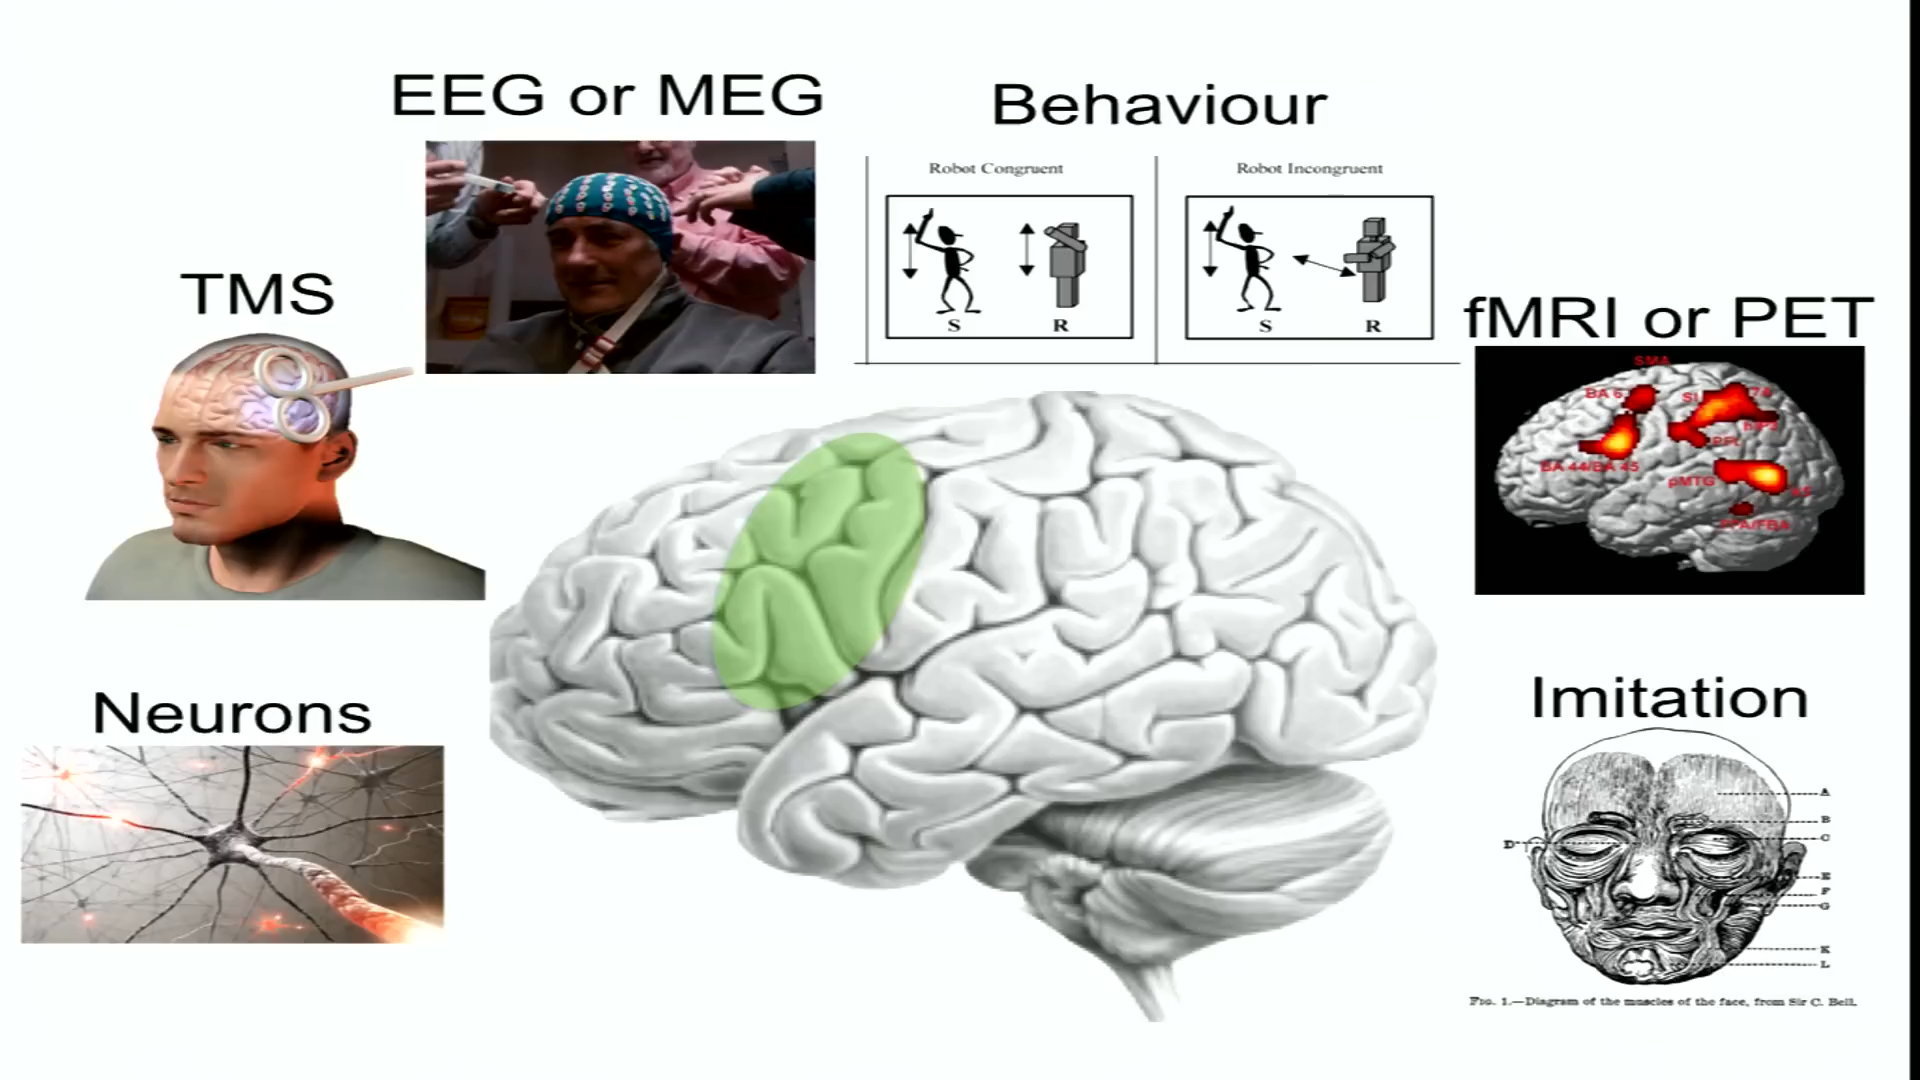 EEG or MEG
Behaviour
Robot Congruent
Robot Incongruent
S
R
S
R
TMS
fMRI or PET
SMA
BA 6
SI
BA 44/BA 45
pMTG
Neurons
Imitation
A
B
C
D
E
F
G
K
L
Fig. 1.—Diagram of the muscles of the face, from Sir C. Bell.